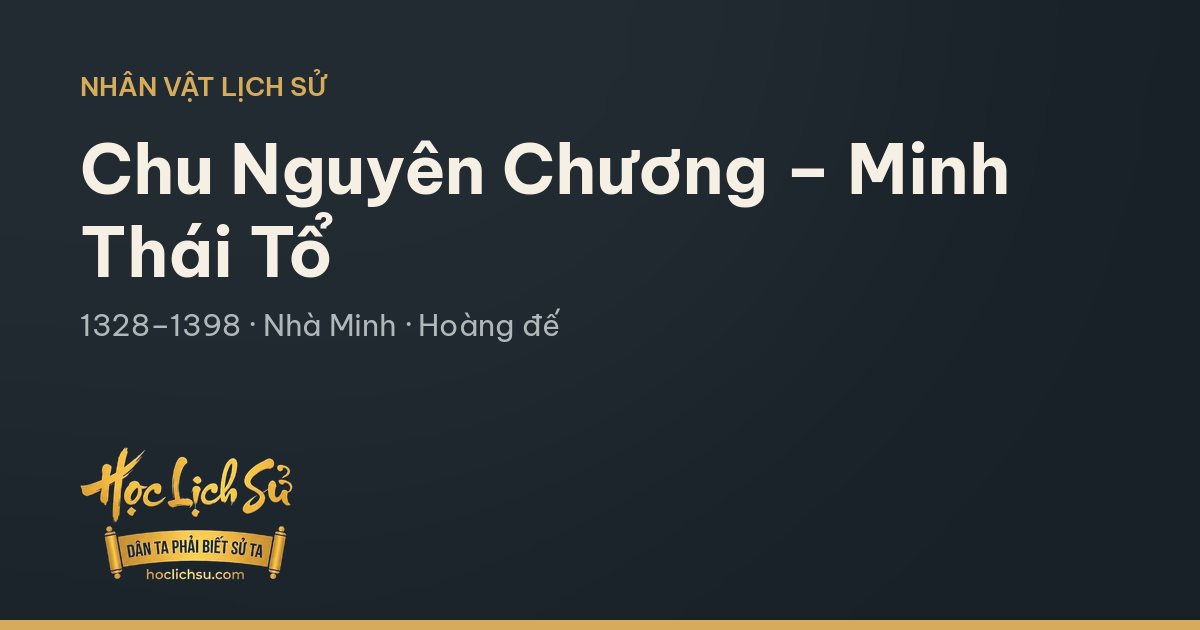 NHÂN VẬT LỊCH SỬ
Chu Nguyên Chương – Minh
Thái Tổ
1328–1398 · Nhà Minh · Hoàng đế
Học Lịch Sử
DÂN TA PHẢI BIẾT SỬ TA
hoclichsu.com